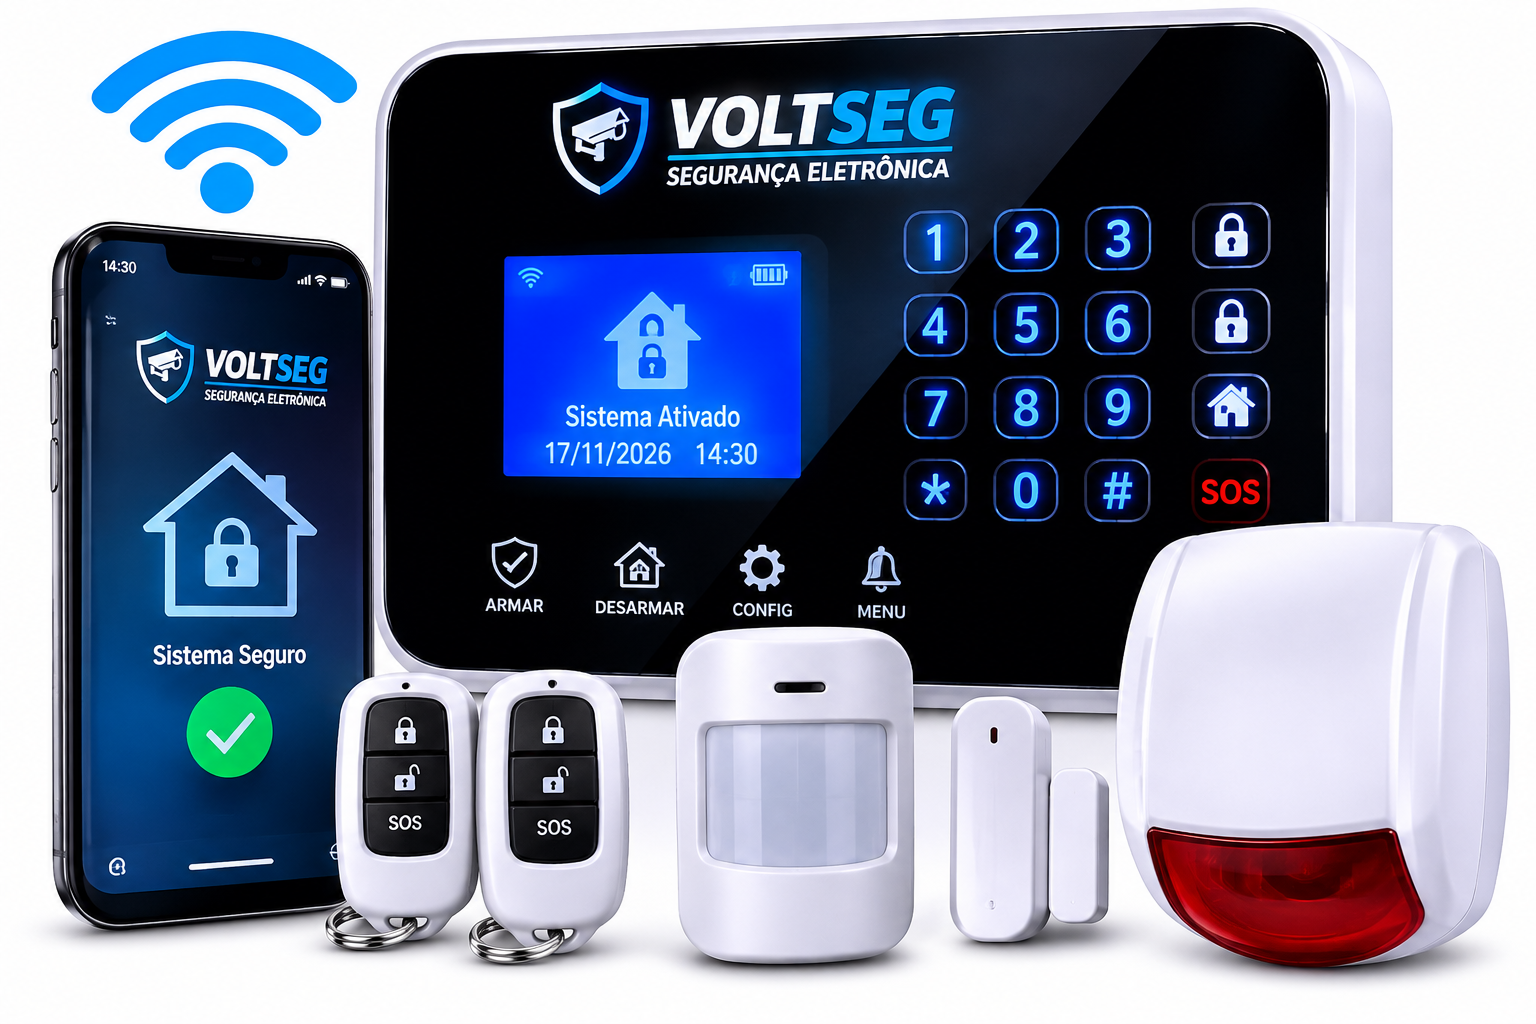 VOLTSEG
SEGURANÇA ELETRÔNICA
1 2 3
4 5 6
7 8 9
* 0 #
SOS
Sistema Ativado
17/11/2026 14:30
ARMAR
DESARMAR
CONFIG
MENU
14:30
VOLTSEG
SEGURANÇA ELETRÔNICA
Sistema Seguro
SOS
SOS